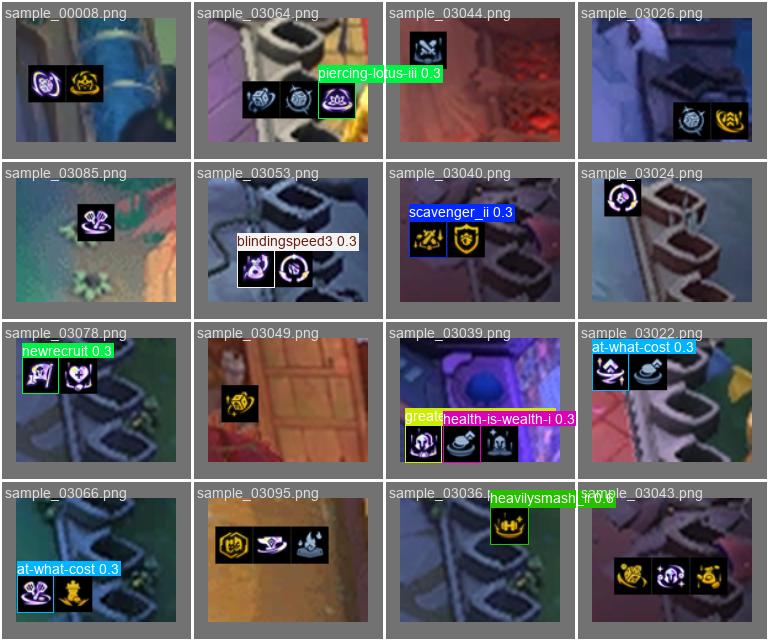 sample_00008.png
sample_03064.png
sample_03044.png
sample_03026.png
piercing-lotus-iii 0.3
sample_03085.png
sample_03053.png
sample_03040.png
sample_03024.png
blindingspeed3 0.3
scavenger_ii 0.3
sample_03078.png
sample_03049.png
sample_03039.png
sample_03022.png
newrecruit 0.3
at-what-cost 0.3
health-is-wealth-i 0.3
sample_03066.png
sample_03095.png
sample_03036.png
sample_03043.png
heavilysmash_ii 0.6
at-what-cost 0.3